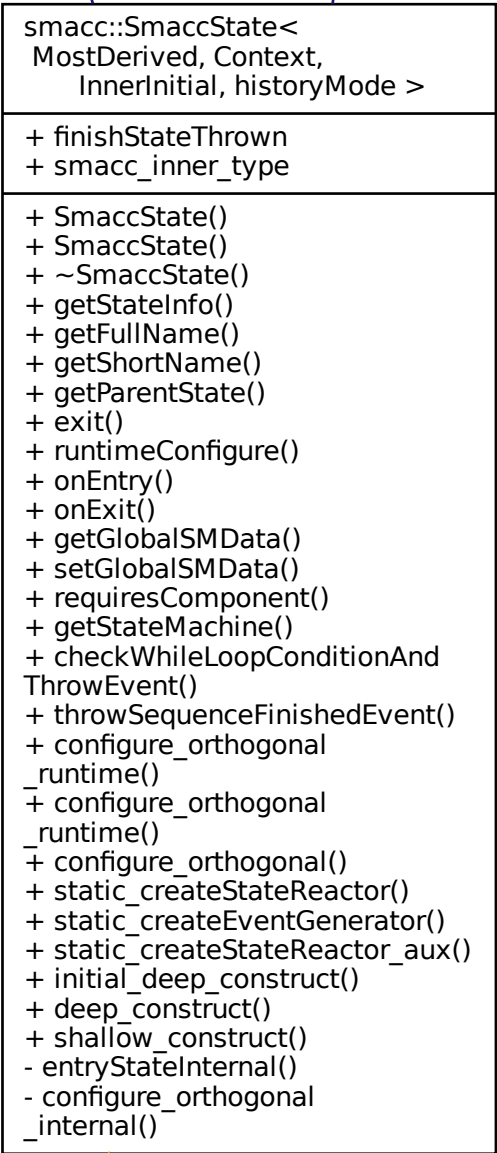 smacc::SmaccState<
MostDerived, Context,
InnerInitial, historyMode >
+ finishStateThrown
+ smacc_inner_type
+ SmaccState()
+ SmaccState()
+ ~SmaccState()
+ getStateInfo()
+ getFullName()
+ getShortName()
+ getParentState()
+ exit()
+ runtimeConfigure()
+ onEntry()
+ onExit()
+ getGlobalSMData()
+ setGlobalSMData()
+ requiresComponent()
+ getStateMachine()
+ checkWhileLoopConditionAnd
ThrowEvent()
+ throwSequenceFinishedEvent()
+ configure_orthogonal
_runtime()
+ configure_orthogonal
_runtime()
+ configure_orthogonal()
+ static_createStateReactor()
+ static_createEventGenerator()
+ static_createStateReactor_aux()
+ initial_deep_construct()
+ deep_construct()
+ shallow_construct()
- entryStateInternal()
- configure_orthogonal
_internal()